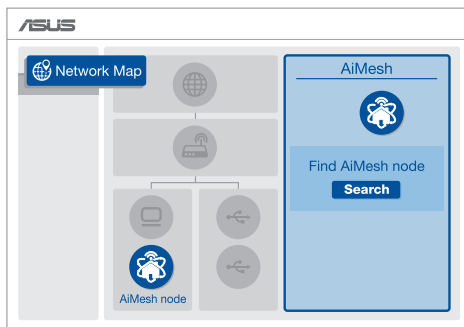 ASUS
Network Map
AiMesh
Find AiMesh node
Search
AiMesh node